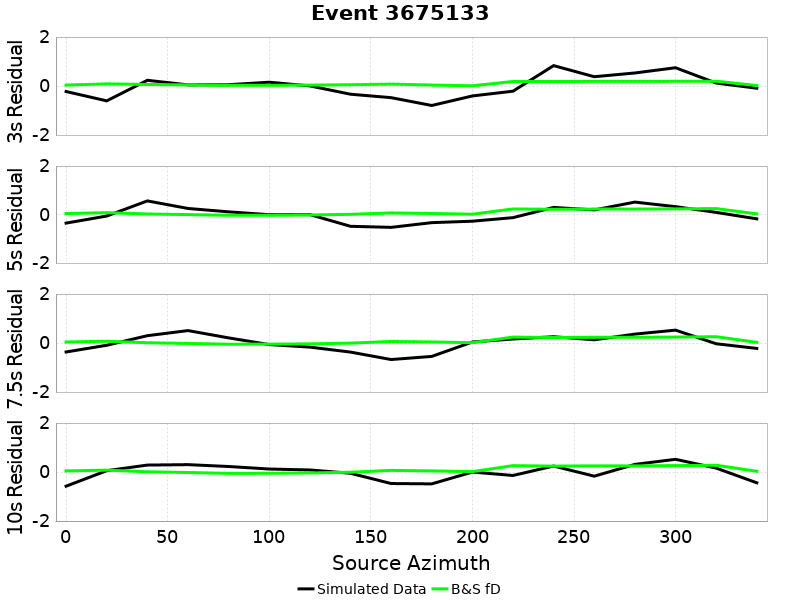 Event 3675133
2
0
-2
3s Residual
2
0
-2
5s Residual
2
0
-2
7.5s Residual
2
0
-2
10s Residual
0 50 100 150 200 250 300
Source Azimuth
Simulated Data B&S fD